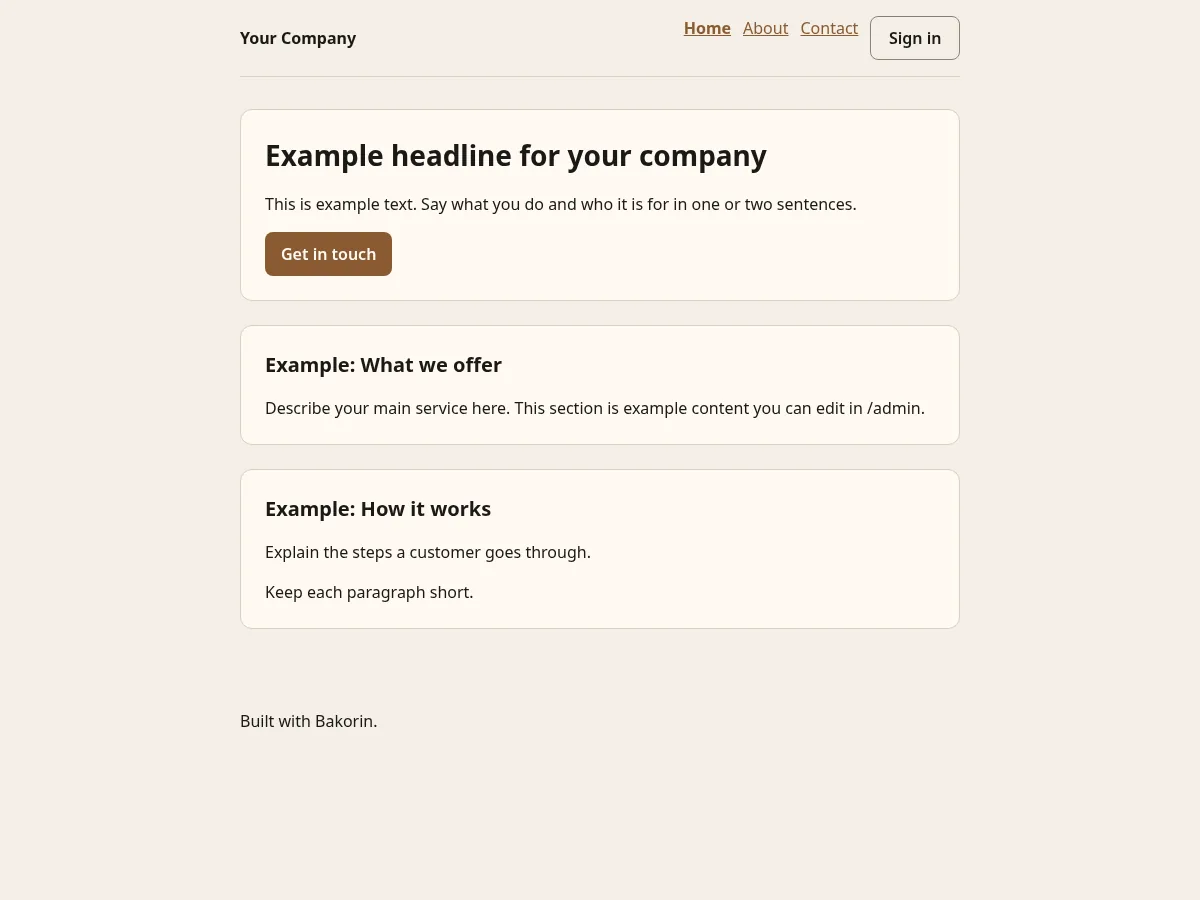 Your Company
Home About Contact Sign in
Example headline for your company
This is example text. Say what you do and who it is for in one or two sentences.
Get in touch
Example: What we offer
Describe your main service here. This section is example content you can edit in /admin.
Example: How it works
Explain the steps a customer goes through.
Keep each paragraph short.
Built with Bakorin.